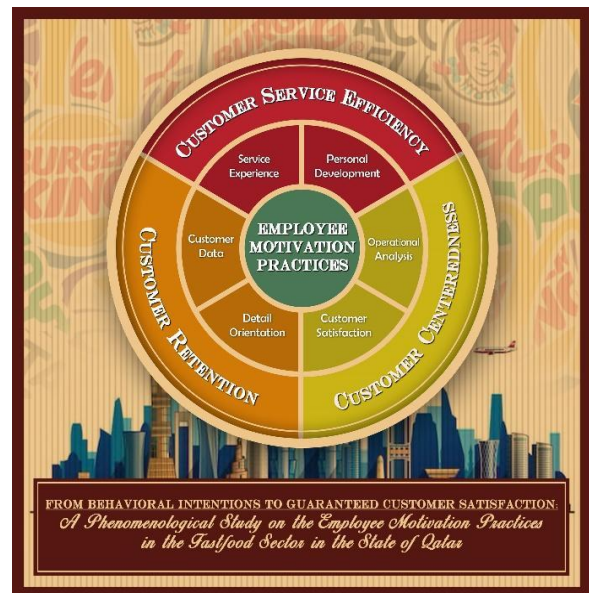 CUSTOMER SERVICE EFFICIENCY
Service
Experience
Personal
Development
Customer
Data
EMPLOYEE
MOTIVATION
PRACTICES
Operational
Analysis
Detail
Orientation
Customer
Satisfaction
CUSTOMER RETENTION
CUSTOMER CENTEREDNESS
BURGER
KING
FROM BEHAVIORAL INTENTIONS TO GUARANTEED CUSTOMER SATISFACTION:
A Phenomenological Study on the Employee Motivation Practices
in the Fastfood Sector in the State of Qatar